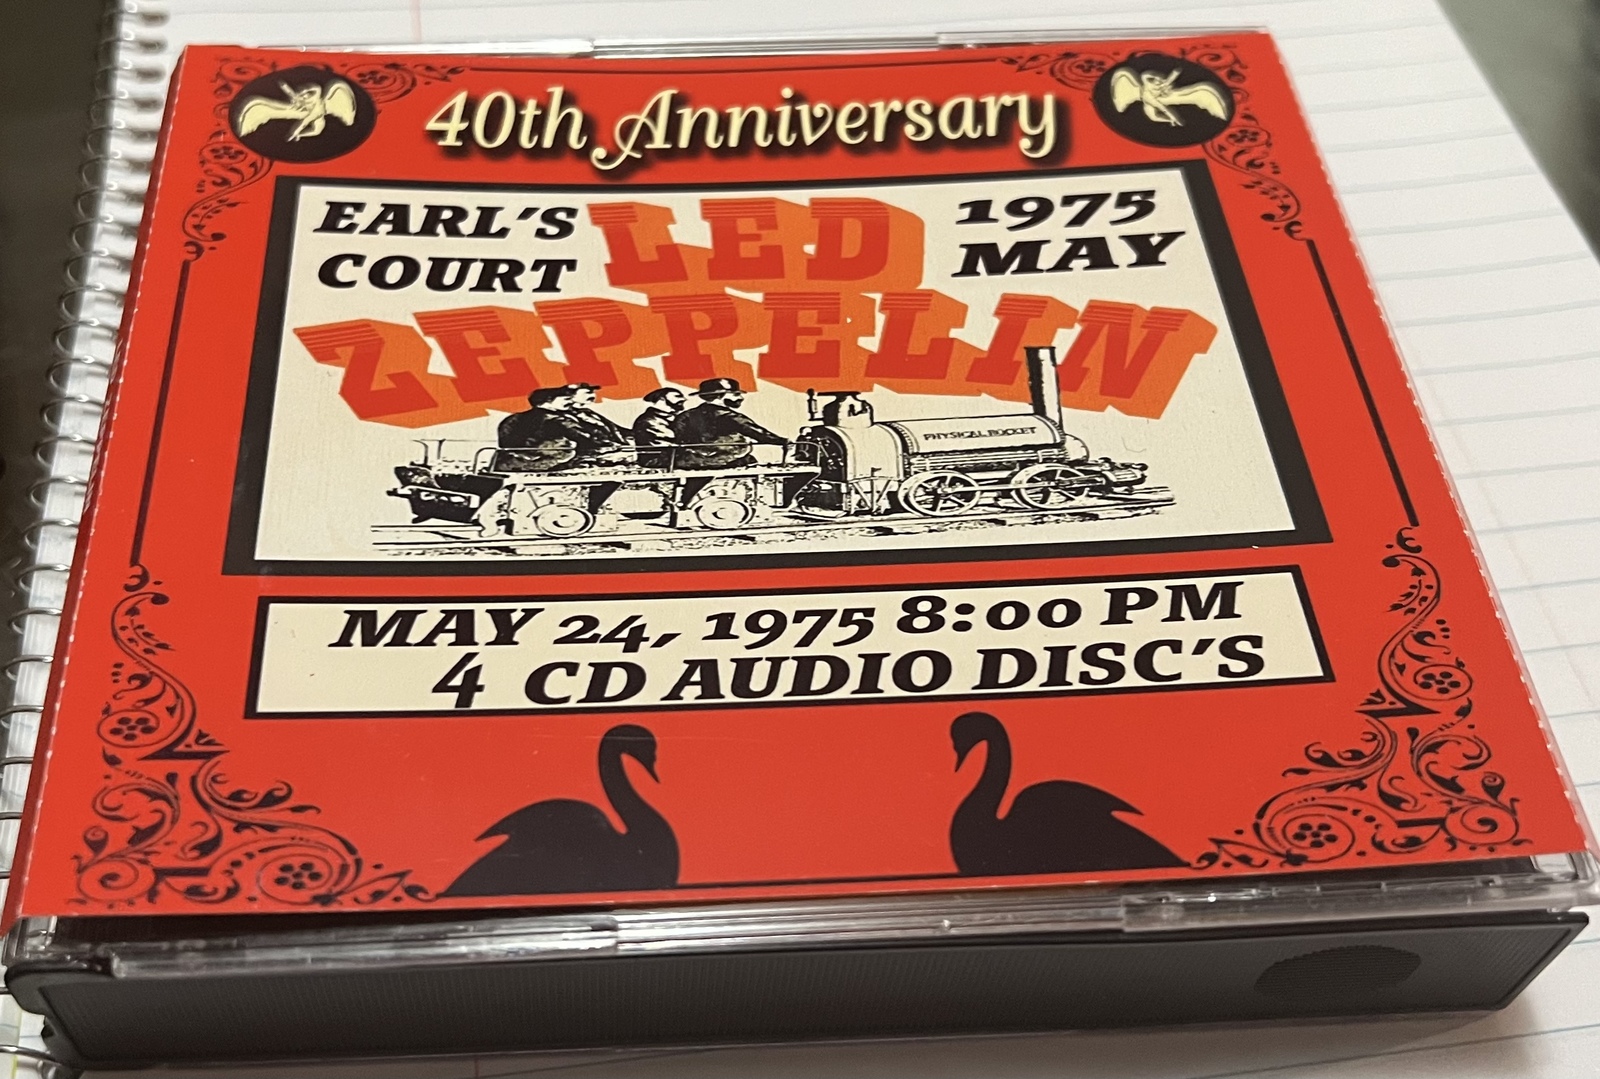 40th Anniversary
EARL'S
COURT
LED
ZEPPELIN
1975
MAY
PHYSICAL ROCKET
MAY 24, 1975 8:00 PM
4 CD AUDIO DISC'S